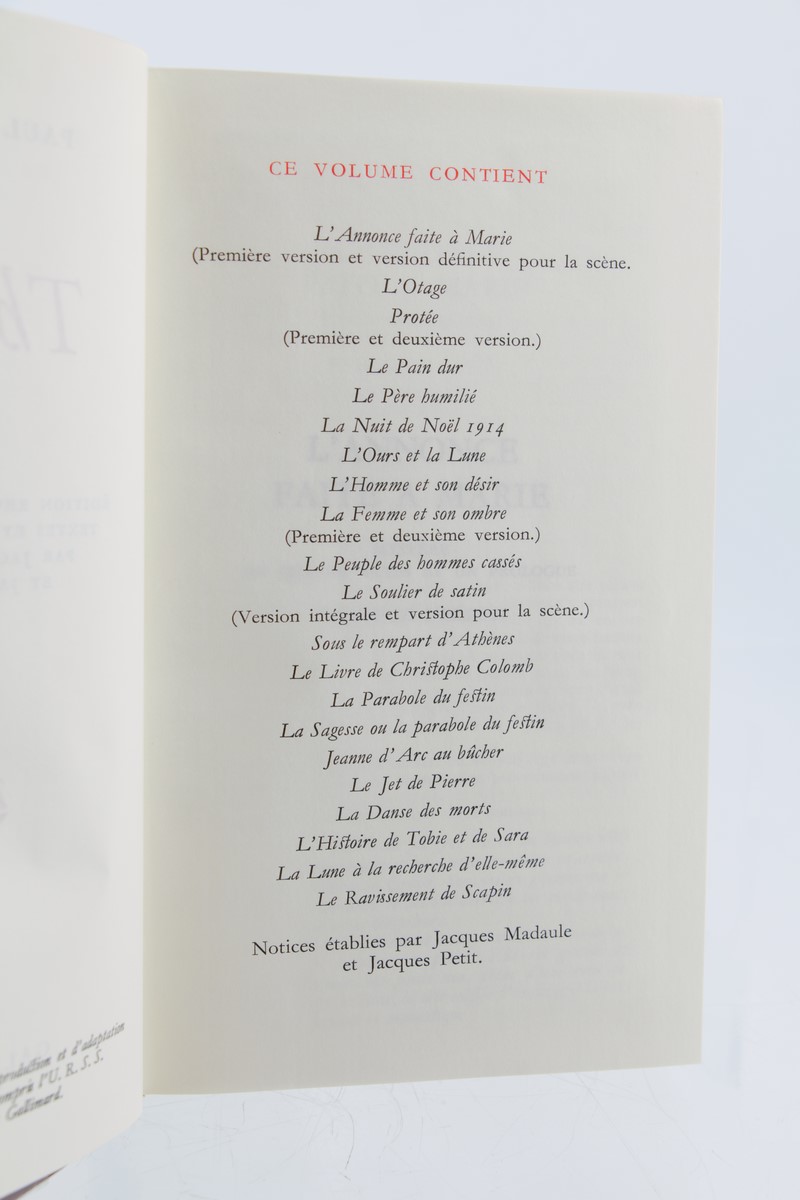 CE VOLUME CONTIENT
L'Annonce faite à Marie
(Première version et version définitive pour la scène.
L'Otage
Protée
(Première et deuxième version.)
Le Pain dur
Le Père humilié
La Nuit de Noël 1914
L'Ours et la Lune
L'Homme et son désir
La Femme et son ombre
(Première et deuxième version.)
Le Peuple des hommes cassés
Le Soulier de satin
(Version intégrale et version pour la scène.)
Sous le rempart d'Athènes
Le Livre de Christophe Colomb
La Parabole du festin
La Sagesse ou la parabole du festin
Jeanne d'Arc au bûcher
Le Jet de Pierre
La Danse des morts
L'Histoire de Tobie et de Sara
La Lune à la recherche d'elle-même
Le Ravissement de Scapin
Notices établies par Jacques Madaule
et Jacques Petit.
et d'adaptation
l'U. R. S. S.
Gallimard.